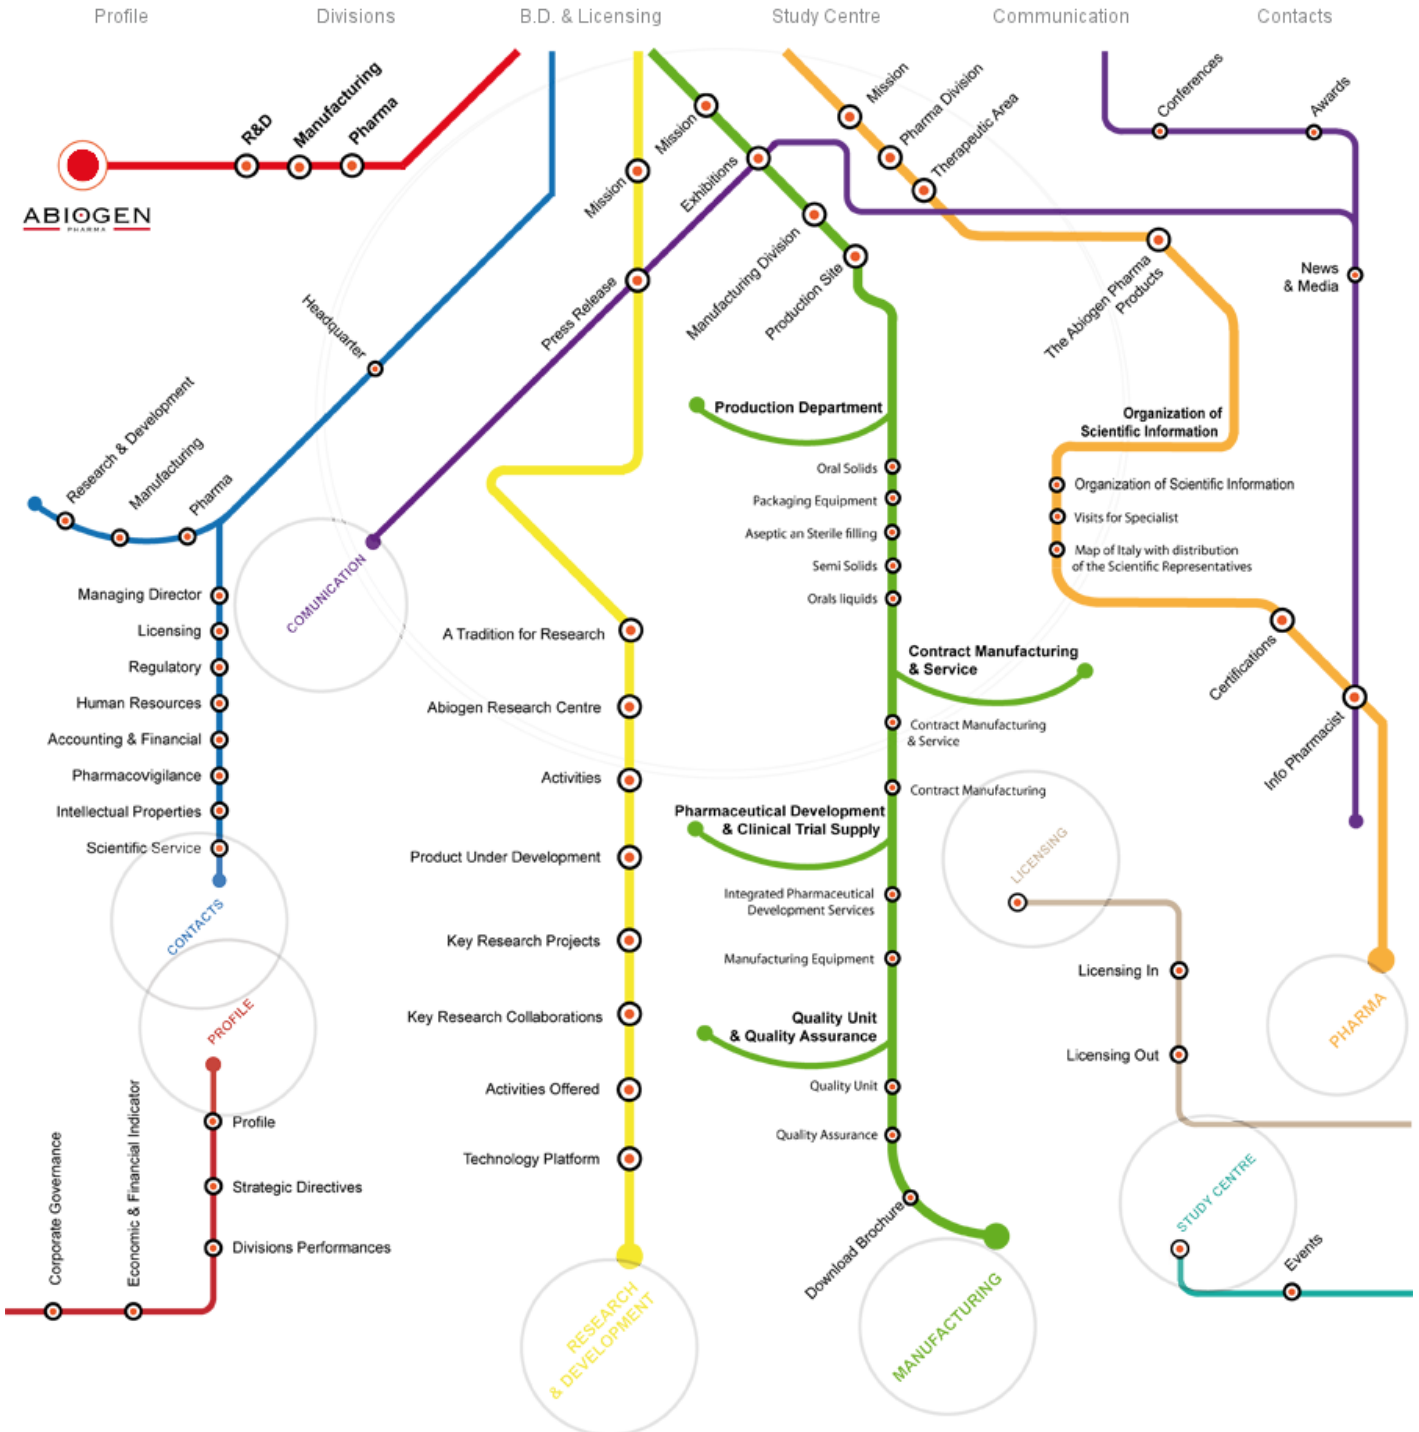 Profile
Divisions
B.D. & Licensing
Study Centre
Communication
Contacts
R&D
Manufacturing
Pharma
ABIOGEN
PHARMA
Mission
Mission
Exhibitions
Manufacturing Division
Production Site
Press Release
Mission
Pharma Division
Therapeutic Area
The Abiogen Pharma
Products
Conferences
Awards
News
& Media
Headquarter
Research & Development
Manufacturing
Pharma
COMUNICATION
Managing Director
Licensing
Regulatory
Human Resources
Accounting & Financial
Pharmacovigilance
Intellectual Properties
Scientific Service
CONTACTS
PROFILE
Profile
Strategic Directives
Divisions Performances
Economic & Financial Indicator
Corporate Governance
A Tradition for Research
Abiogen Research Centre
Activities
Product Under Development
Key Research Projects
Key Research Collaborations
Activities Offered
Technology Platform
RESEARCH
& DEVELOPMENT
Production Department
Oral Solids
Packaging Equipment
Aseptic an Sterile filling
Semi Solids
Orals liquids
Contract Manufacturing
& Service
Contract Manufacturing
& Service
Contract Manufacturing
Pharmaceutical Development
& Clinical Trial Supply
Integrated Pharmaceutical
Development Services
Manufacturing Equipment
Quality Unit
& Quality Assurance
Quality Unit
Quality Assurance
Download Brochure
MANUFACTURING
Organization of
Scientific Information
Organization of Scientific Information
Visits for Specialist
Map of Italy with distribution
of the Scientific Representatives
Certifications
Info Pharmacist
PHARMA
LICENSING
Licensing In
Licensing Out
STUDY CENTRE
Events